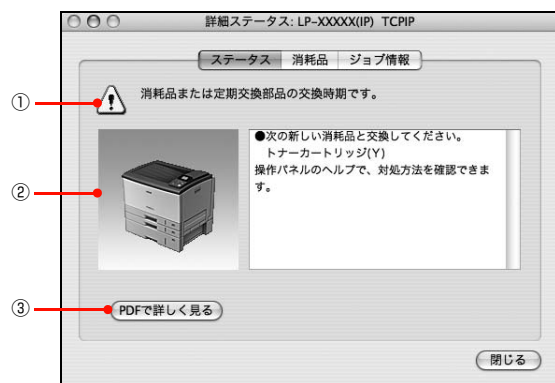 詳細ステータス: LP-XXXXX(IP) TCPIP
ステータス 消耗品 ジョブ情報
① 消耗品または定期交換部品の交換時期です。
●次の新しい消耗品と交換してください。
トナーカートリッジ(Y)
操作パネルのヘルプで、対処方法を確認できま
す。
②
③ PDFで詳しく見る
閉じる